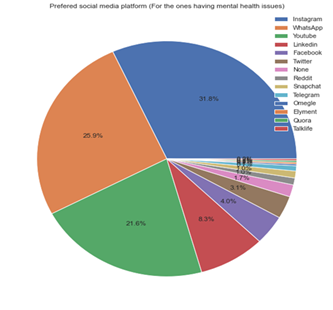 Prefered social media platform (For the ones having mental health issues)
Instagram
WhatsApp
Youtube
Linkedin
Facebook
Twitter
None
Reddit
Snapchat
Telegram
Omegle
Elyment
Quora
Talklife
31.8%
25.9%
21.6%
8.3%
4.0%
3.1%
1.7%